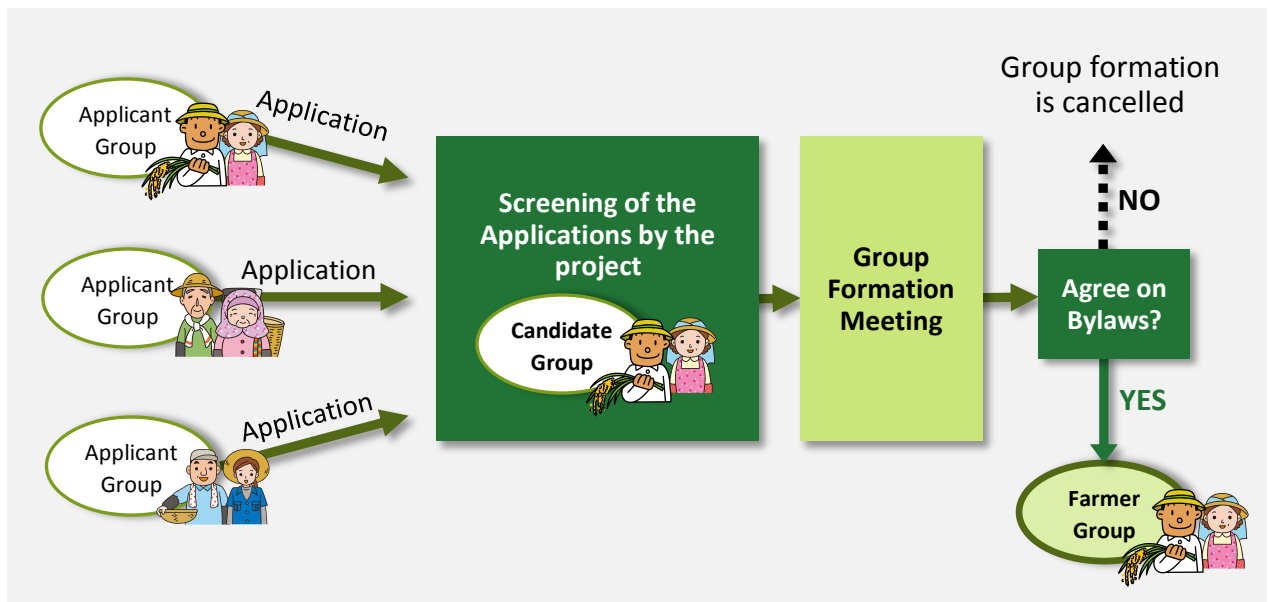 Applicant
Group
Application
Applicant
Group
Application
Applicant
Group
Application
Screening of the
Applications by the
project
Candidate
Group
Group
Formation
Meeting
Agree on
Bylaws?
NO
Group formation
is cancelled
YES
Farmer
Group